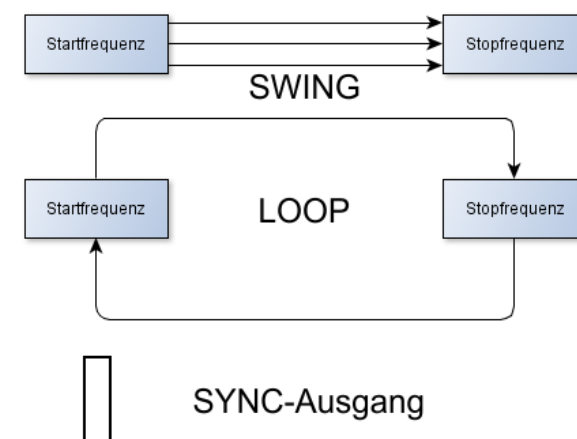 Startfrequenz
Stopfrequenz
SWING
Startfrequenz
LOOP
Stopfrequenz
SYNC-Ausgang